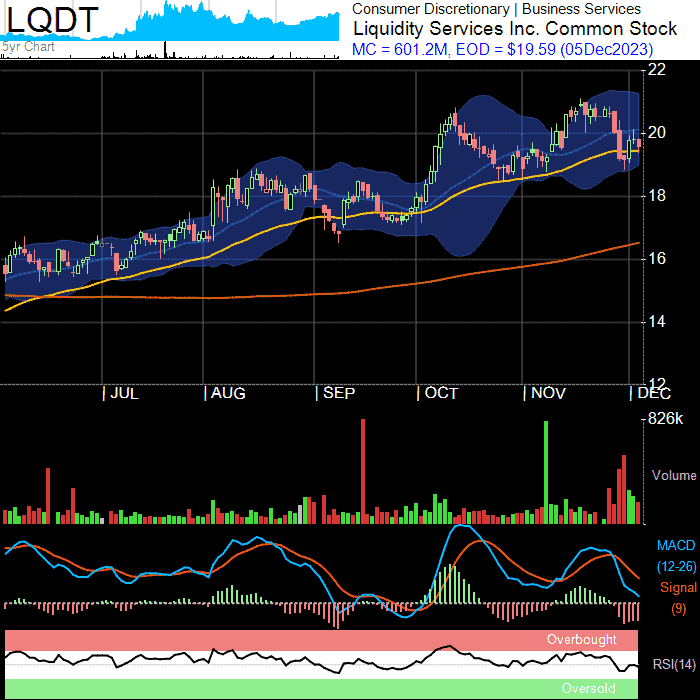 LQDT
5yr Chart
Consumer Discretionary | Business Services
Liquidity Services Inc. Common Stock
MC = 601.2M, EOD = $19.59 (05Dec2023)
22
20
18
16
14
12
JUL AUG SEP OCT NOV DEC
826k
Volume
MACD
(12-26)
Signal
(9)
Overbought
RSI(14)
Oversold